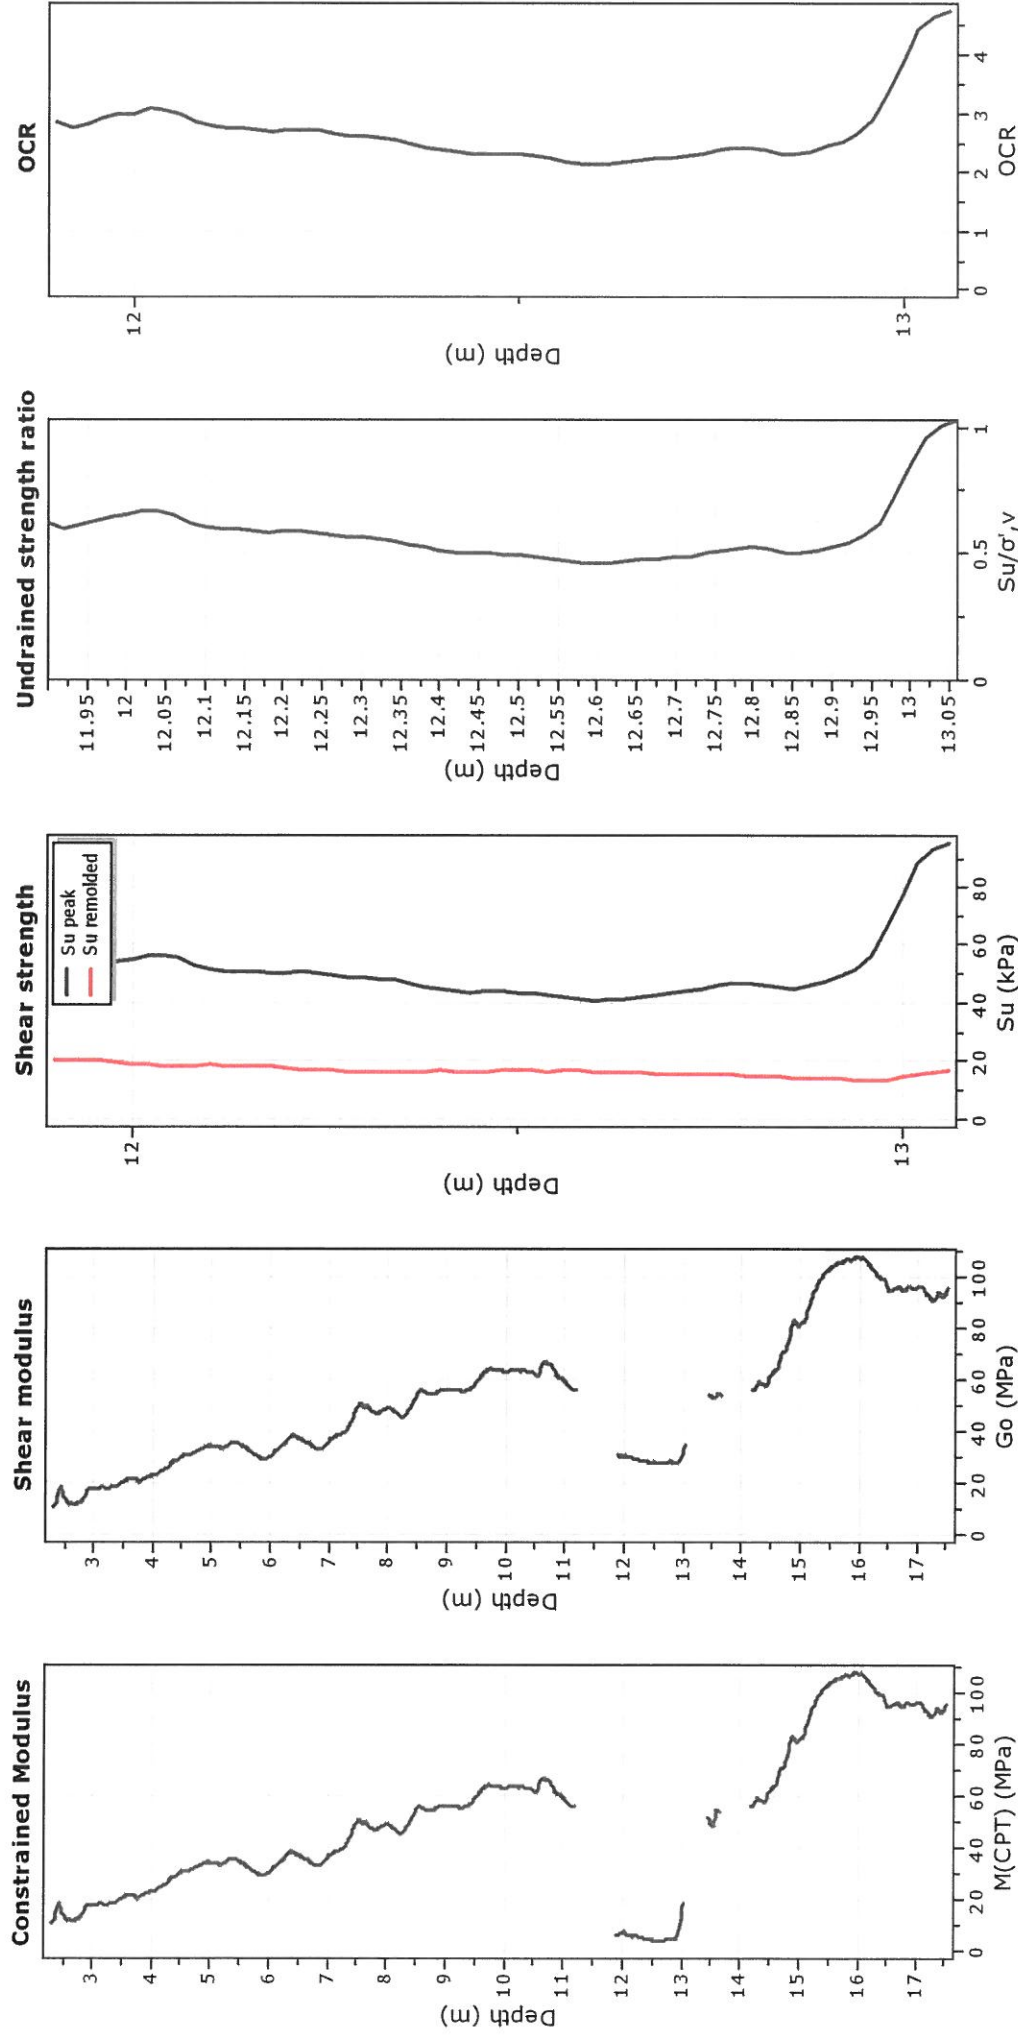 Constrained Modulus
Depth (m)
3
4
5
6
7
8
9
10
11
12
13
14
15
16
17
0 20 40 60 80 100
M(CPT) (MPa)
Shear modulus
Depth (m)
3
4
5
6
7
8
9
10
11
12
13
14
15
16
17
0 20 40 60 80 100
Go (MPa)
Shear strength
Su peak
Su remolded
Depth (m)
12
13
0 20 40 60 80
Su (kPa)
Undrained strength ratio
Depth (m)
11.95
12
12.05
12.1
12.15
12.2
12.25
12.3
12.35
12.4
12.45
12.5
12.55
12.6
12.65
12.7
12.75
12.8
12.85
12.9
12.95
13
13.05
0 0.5 1
Su/σ',v
OCR
Depth (m)
12
13
0 1 2 3 4
OCR